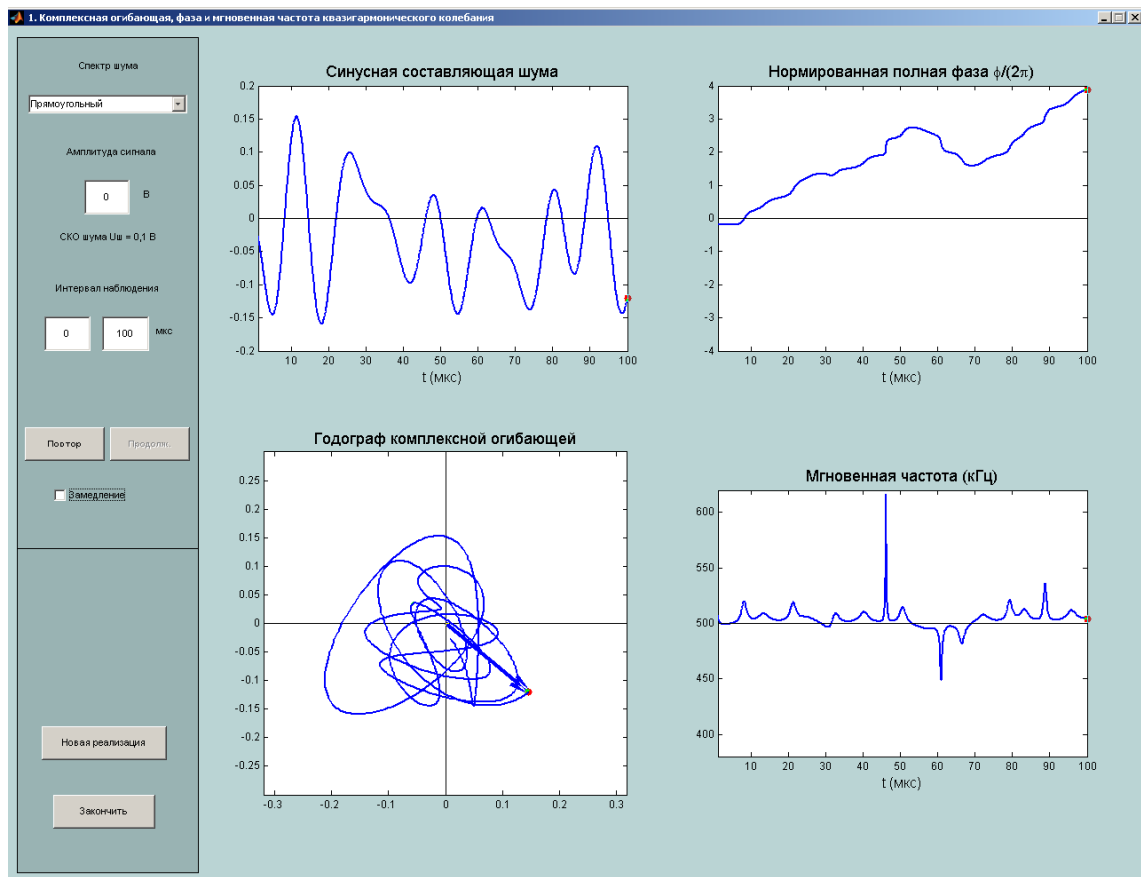 1. Комплексная огибающая, фаза и мгновенная частота квазигармонического колебания
Спектр шума
Прямоугольный
Амплитуда сигнала
0 В
СКО шума Uш = 0,1 В
Интервал наблюдения
0 100 мкс
Повтор Продолж.
Замедление
Новая реализация
Закончить
Синусная составляющая шума
0.2
0.15
0.1
0.05
0
-0.05
-0.1
-0.15
-0.2
10 20 30 40 50 60 70 80 90 100
t (мкс)
Нормированная полная фаза ϕ/(2π)
4
3
2
1
0
-1
-2
-3
-4
10 20 30 40 50 60 70 80 90 100
t (мкс)
Годограф комплексной огибающей
0.25
0.2
0.15
0.1
0.05
0
-0.05
-0.1
-0.15
-0.2
-0.25
-0.3 -0.2 -0.1 0 0.1 0.2 0.3
Мгновенная частота (кГц)
600
550
500
450
400
10 20 30 40 50 60 70 80 90 100
t (мкс)